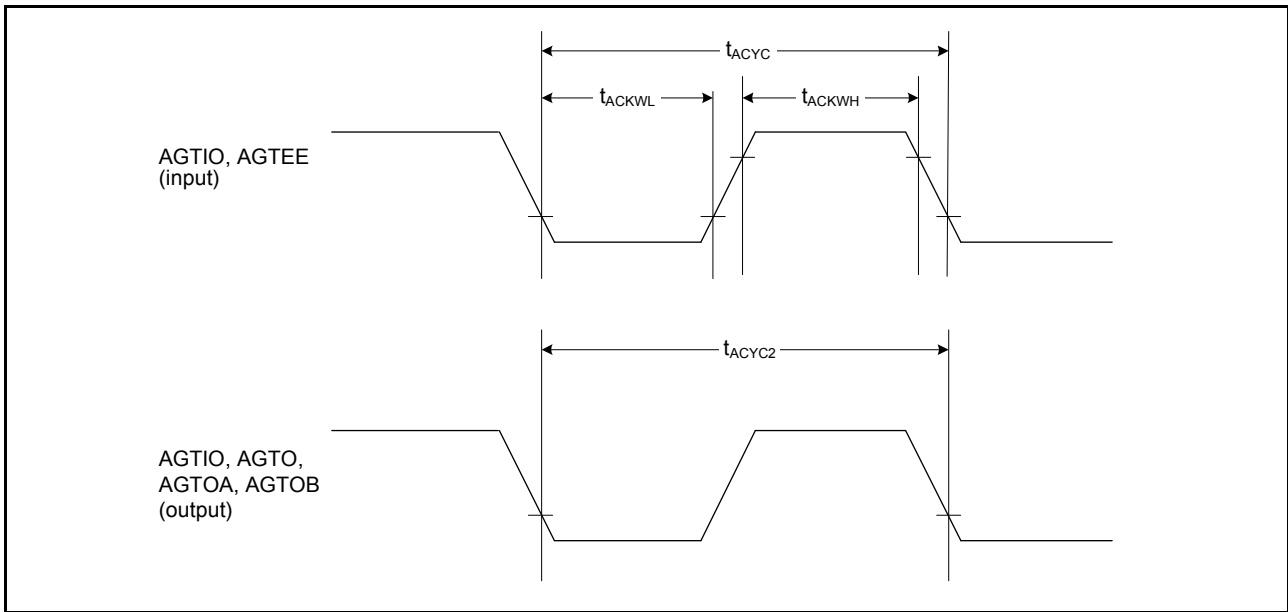 tACYC
tACKWL
tACKWH
AGTIO, AGTEE
(input)
tACYC2
AGTIO, AGTO,
AGTOA, AGTOB
(output)